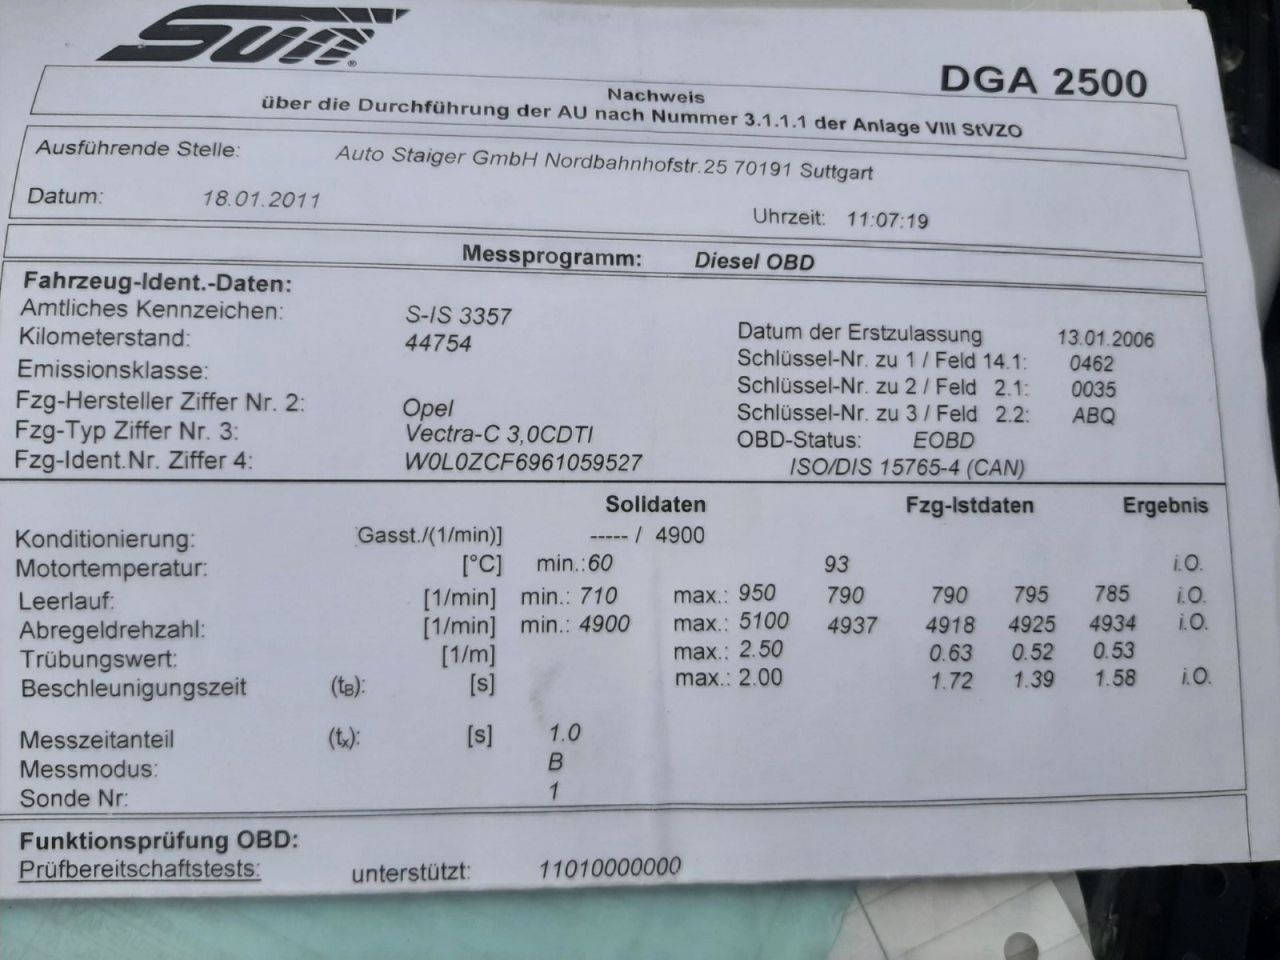 Sun®
DGA 2500
Nachweis
über die Durchführung der AU nach Nummer 3.1.1.1 der Anlage VIII StVZO
Ausführende Stelle: Auto Staiger GmbH Nordbahnhofstr.25 70191 Suttgart
Datum: 18.01.2011 Uhrzeit: 11:07:19
Messprogramm: Diesel OBD
Fahrzeug-Ident.-Daten:
Amtliches Kennzeichen: S-IS 3357 Datum der Erstzulassung 13.01.2006
Kilometerstand: 44754 Schlüssel-Nr. zu 1 / Feld 14.1: 0462
Emissionsklasse: Schlüssel-Nr. zu 2 / Feld 2.1: 0035
Fzg-Hersteller Ziffer Nr. 2: Opel Schlüssel-Nr. zu 3 / Feld 2.2: ABQ
Fzg-Typ Ziffer Nr. 3: Vectra-C 3,0CDTI OBD-Status: EOBD
Fzg-Ident.Nr. Ziffer 4: W0L0ZCF6961059527 ISO/DIS 15765-4 (CAN)
Solldaten Fzg-Istdaten Ergebnis
Konditionierung: Gasst./(1/min)] ----- / 4900
Motortemperatur: [°C] min.:60 93 i.O.
Leerlauf: [1/min] min.: 710 max.: 950 790 790 795 785 i.O.
Abregeldrehzahl: [1/min] min.: 4900 max.: 5100 4937 4918 4925 4934 i.O.
Trübungswert: [1/m] max.: 2.50 0.63 0.52 0.53
Beschleunigungszeit (tB): [s] max.: 2.00 1.72 1.39 1.58 i.O.
Messzeitanteil (tx): [s] 1.0
Messmodus: B
Sonde Nr: 1
Funktionsprüfung OBD:
Prüfbereitschaftstests: unterstützt: 11010000000